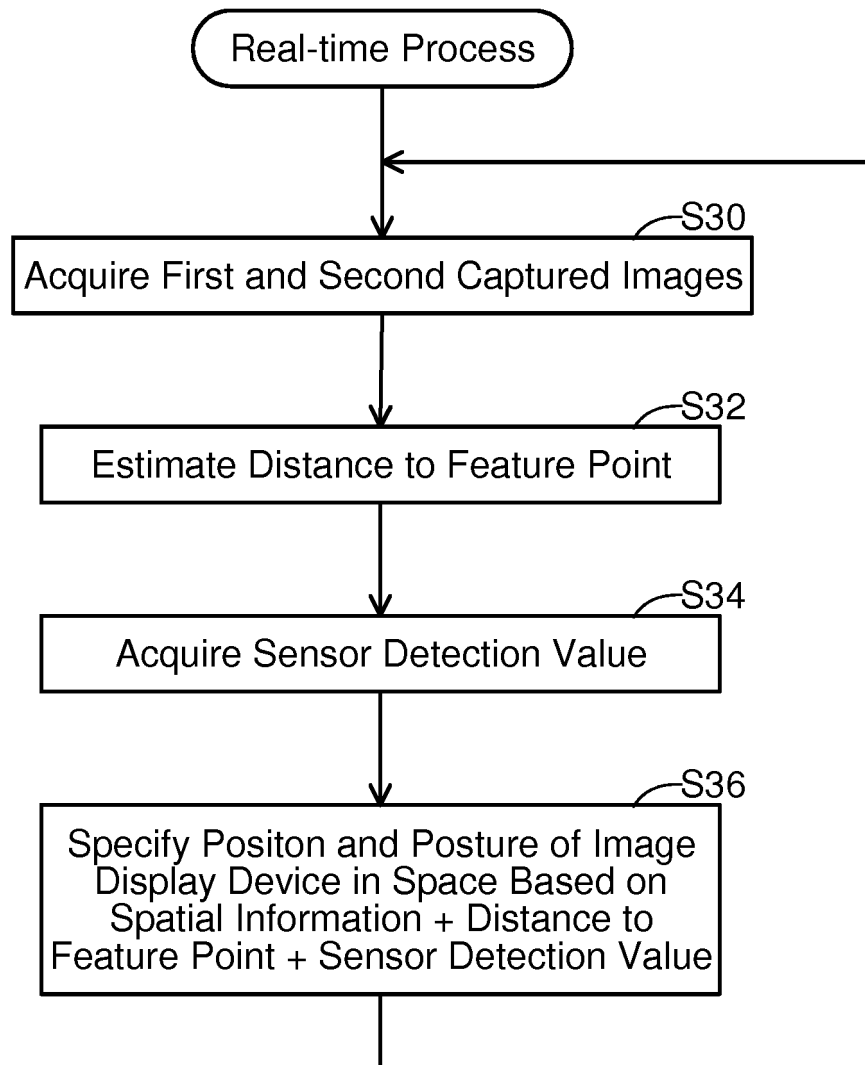 Real-time Process
S30
Acquire First and Second Captured Images
S32
Estimate Distance to Feature Point
S34
Acquire Sensor Detection Value
S36
Specify Positon and Posture of Image
Display Device in Space Based on
Spatial Information + Distance to
Feature Point + Sensor Detection Value